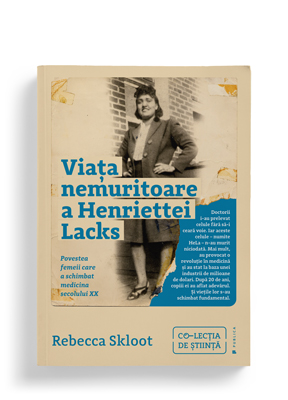 Viața
nemuritoare
a Henriettei
Lacks
Povestea
femeii care
a schimbat
medicina
secolului XX
Doctorii
i-au prelevat
celule fără să-i
ceară voie. Iar aceste
celule – numite
HeLa – n-au murit
niciodată. Mai mult,
au provocat o
revoluție în medicină
și au stat la baza unei
industrii de milioane
de dolari. După 20 de ani,
copiii ei au aflat adevărul.
Și viețile lor s-au
schimbat fundamental.
Rebecca Skloot
CO–LECȚIA
DE ȘTIINȚĂ
PUBLICA